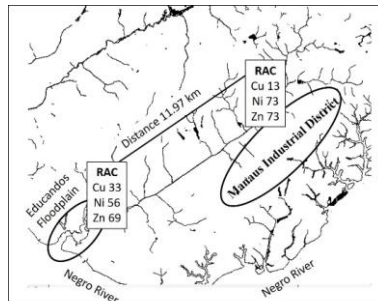 RAC
Cu 13
Ni 73
Zn 73
Distance 11.97 km
Manaus Industrial District
RAC
Cu 33
Ni 56
Zn 69
Educandos
Floodplain
Negro River
Negro River